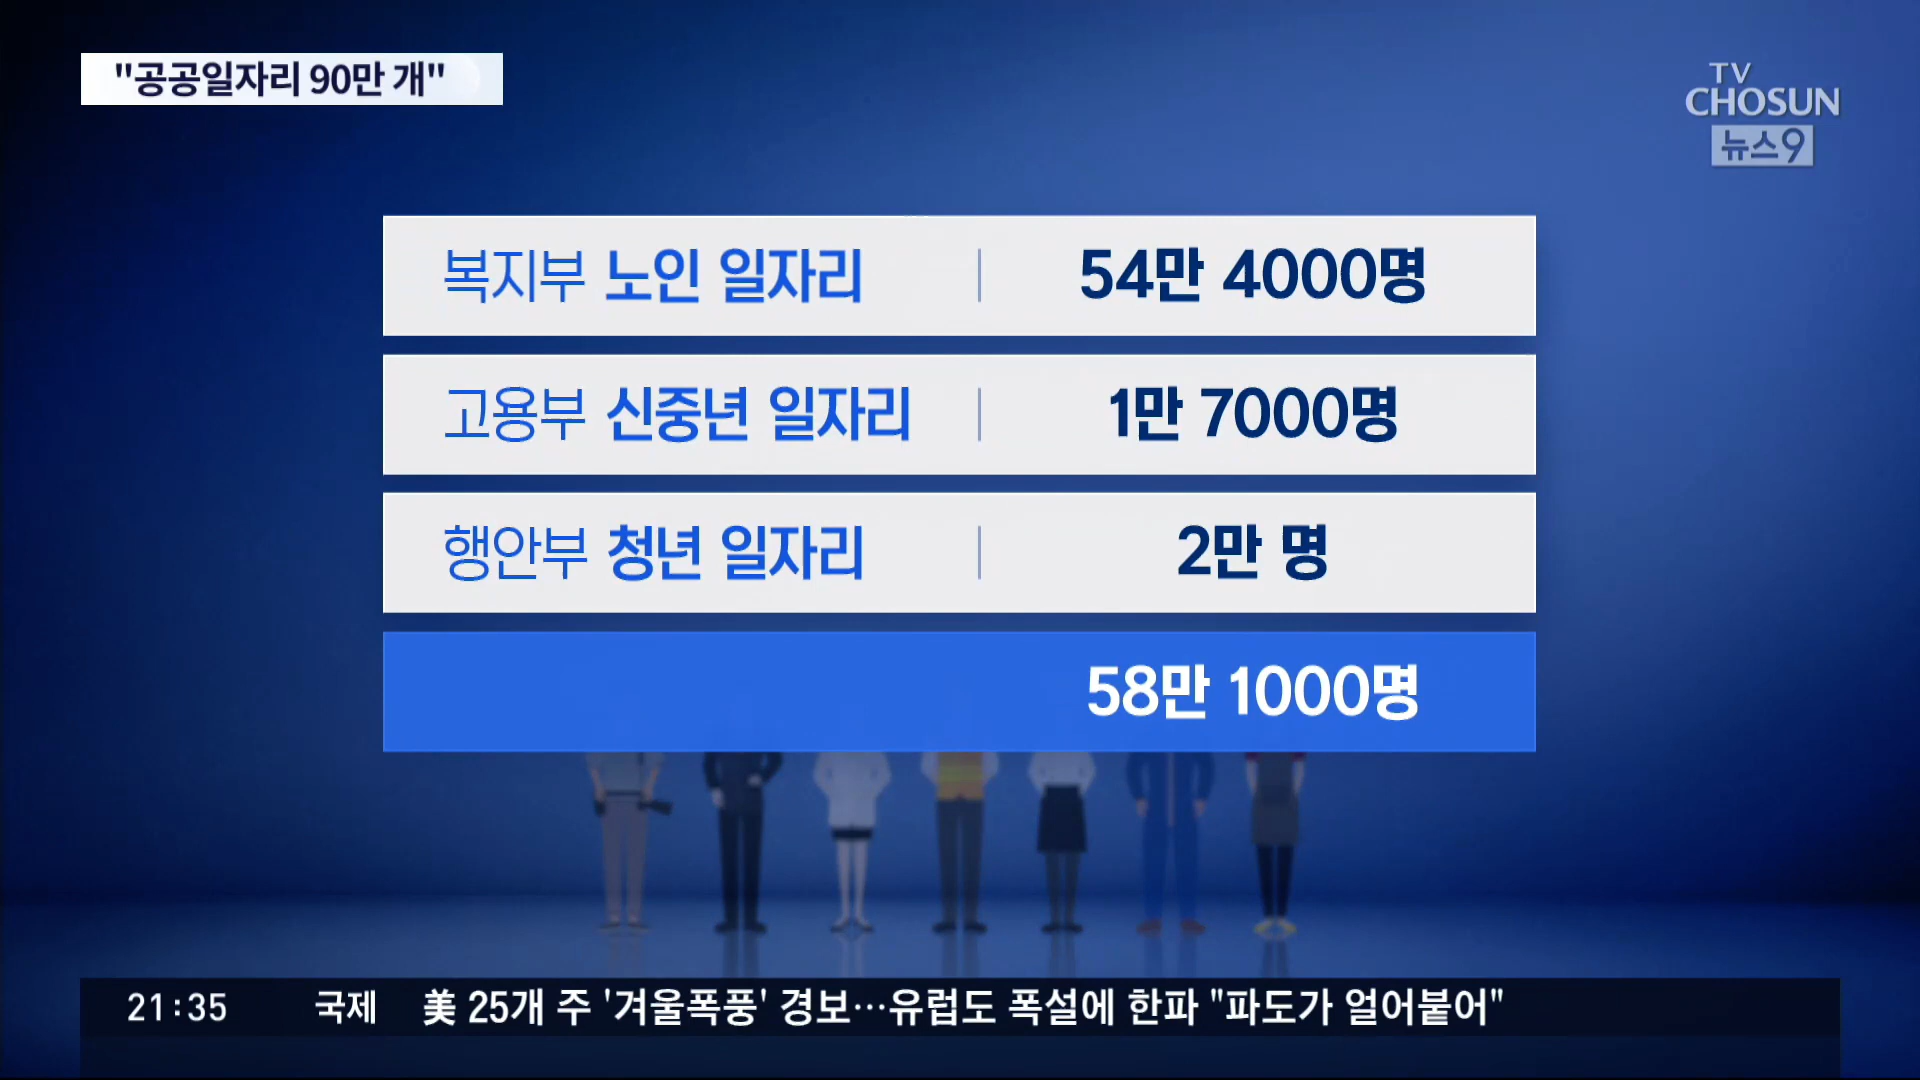 "공공일자리 90만 개"
TV
CHOSUN
뉴스9
복지부 노인 일자리 54만 4000명
고용부 신중년 일자리 1만 7000명
행안부 청년 일자리 2만 명
58만 1000명
21:35 국제 美 25개 주 '겨울폭풍' 경보…유럽도 폭설에 한파 "파도가 얼어붙어"